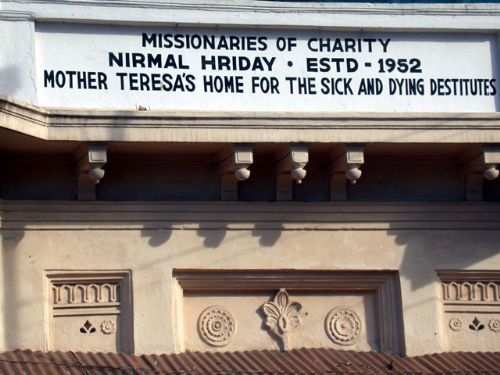 MISSIONARIES OF CHARITY
NIRMAL HRIDAY • ESTD - 1952
MOTHER TERESA'S HOME FOR THE SICK AND DYING DESTITUTES